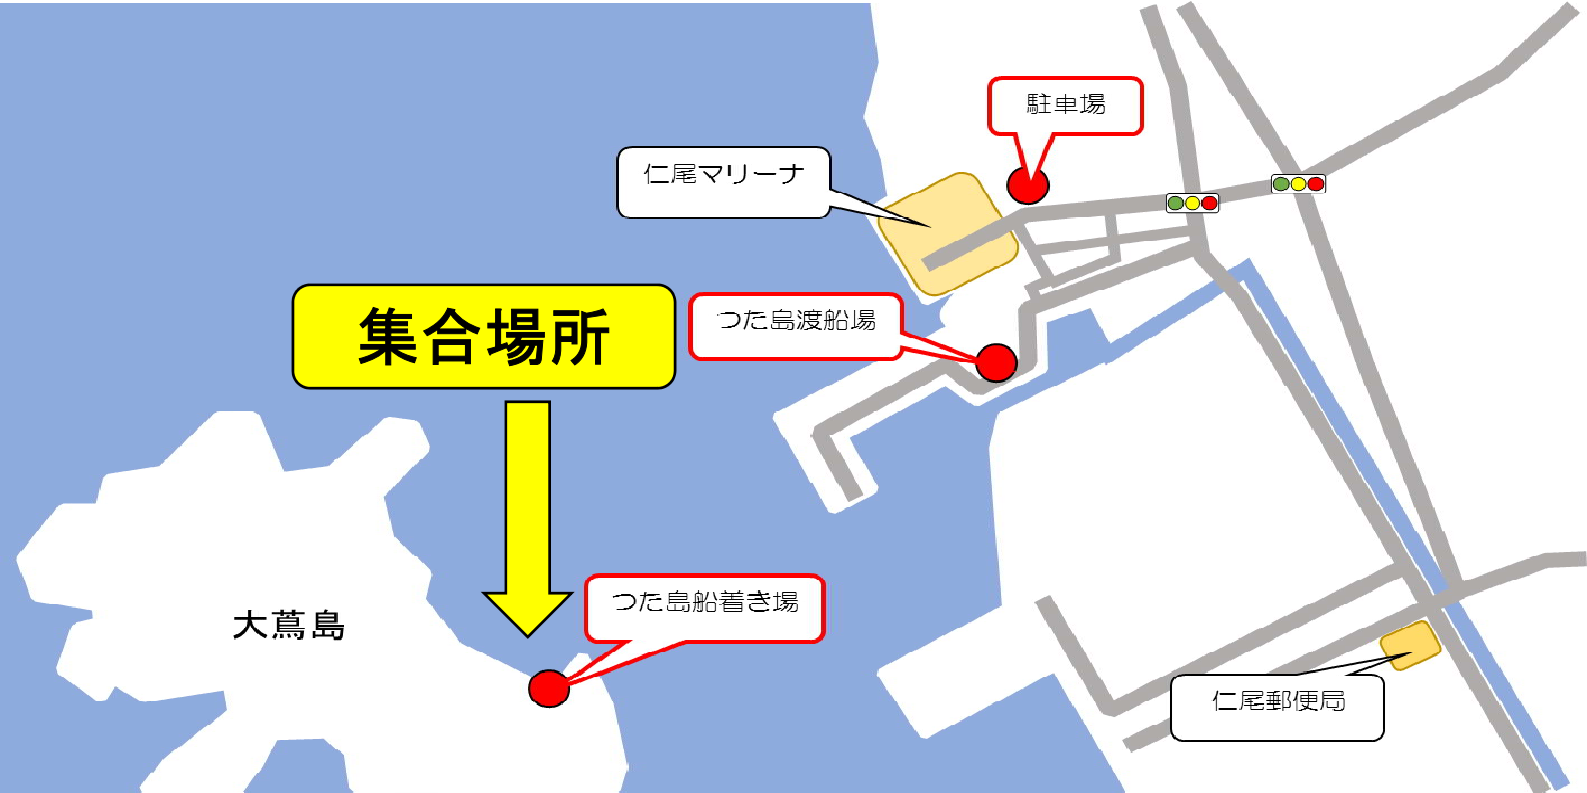 駐車場
仁尾マリーナ
集合場所
つた島渡船場
つた島船着き場
大蔦島
仁尾郵便局